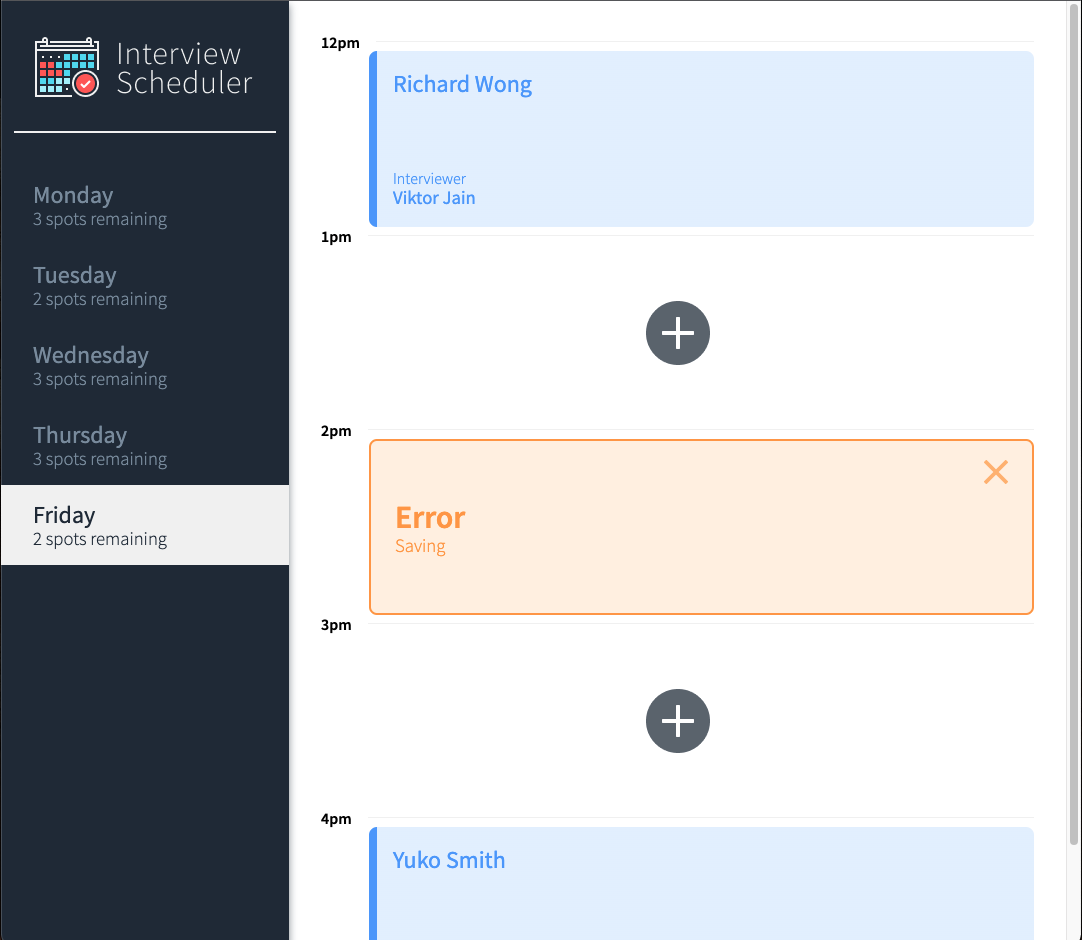 Interview
Scheduler
Monday
3 spots remaining
Tuesday
2 spots remaining
Wednesday
3 spots remaining
Thursday
3 spots remaining
Friday
2 spots remaining
12pm
Richard Wong
Interviewer
Viktor Jain
1pm
2pm
Error
Saving
3pm
4pm
Yuko Smith